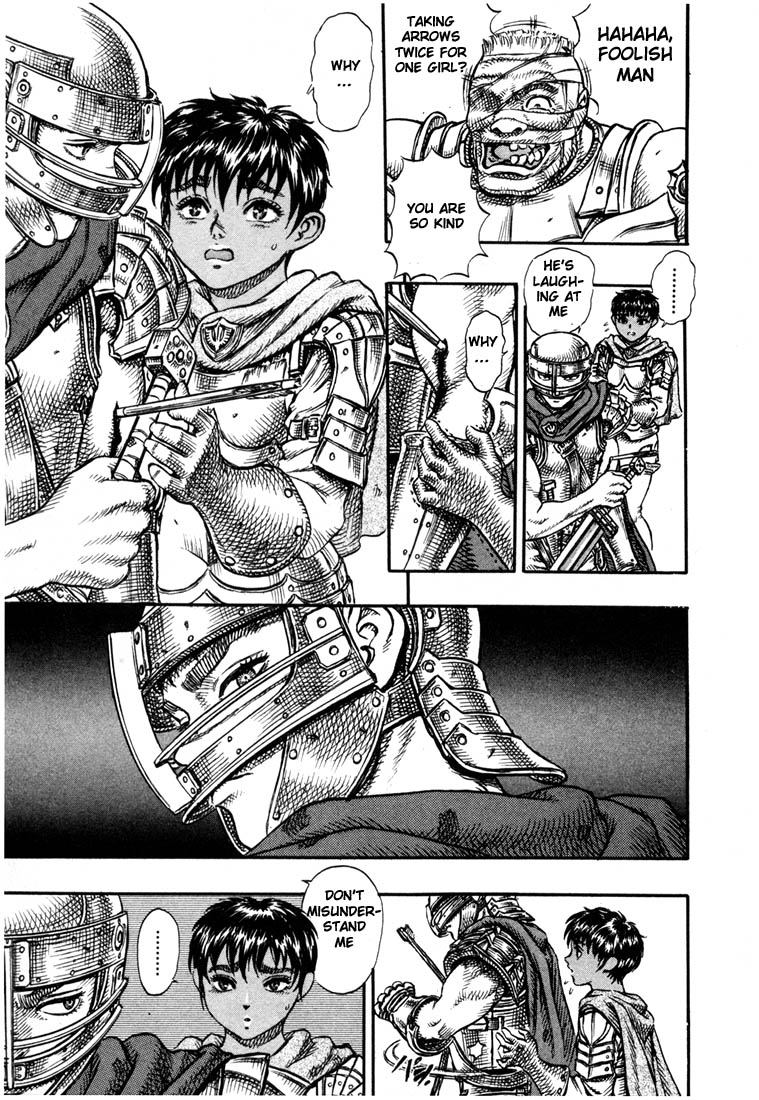 HAHAHA,
FOOLISH
MAN
TAKING
ARROWS
TWICE FOR
ONE GIRL?
YOU ARE
SO KIND
WHY
...
.......
HE'S
LAUGH-
ING AT
ME
WHY
...
DON'T
MISUNDER-
STAND
ME
.......